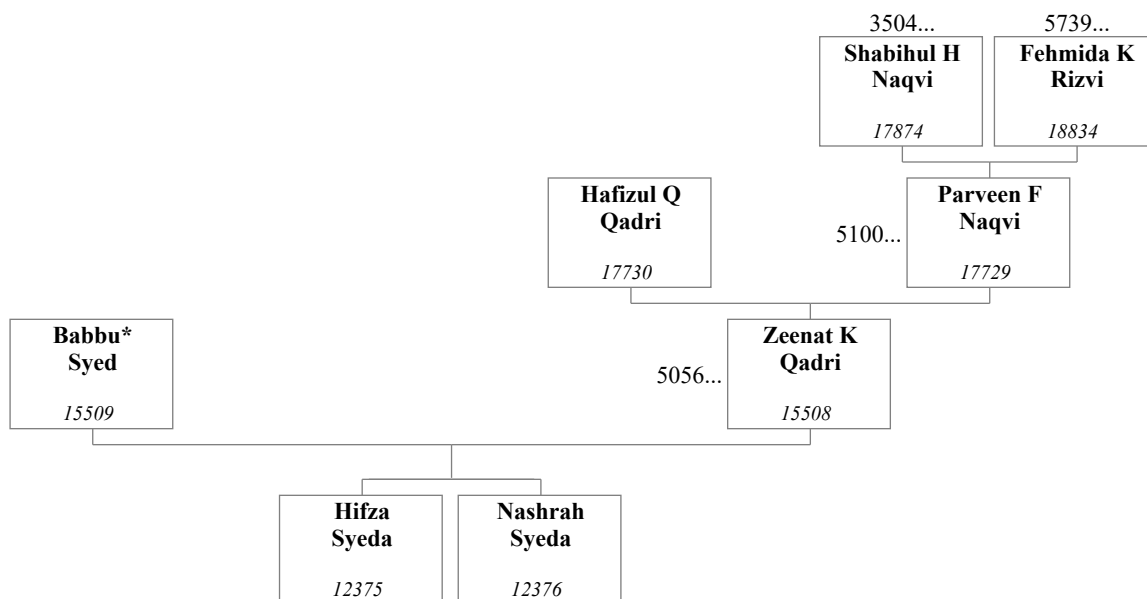 3504...
5739...
Shabihul H
Naqvi
17874
Fehmida K
Rizvi
18834
Hafizul Q
Qadri
17730
5100...
Parveen F
Naqvi
17729
Babbu*
Syed
15509
5056...
Zeenat K
Qadri
15508
Hifza
Syeda
12375
Nashrah
Syeda
12376